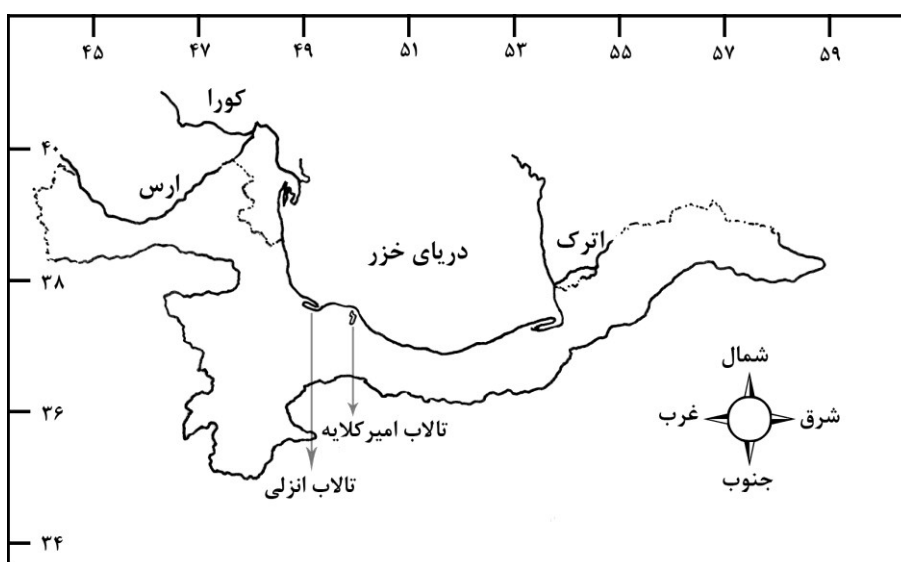 ۴۵ ۴۷ ۴۹ ۵۱ ۵۳ ۵۵ ۵۷ ۵۹
کورا
۴۰
ارس
اترک
دریای خزر
۳۸
شمال
۳۶
شرق
غرب
تالاب امیرکلایه
جنوب
تالاب انزلی
۳۴